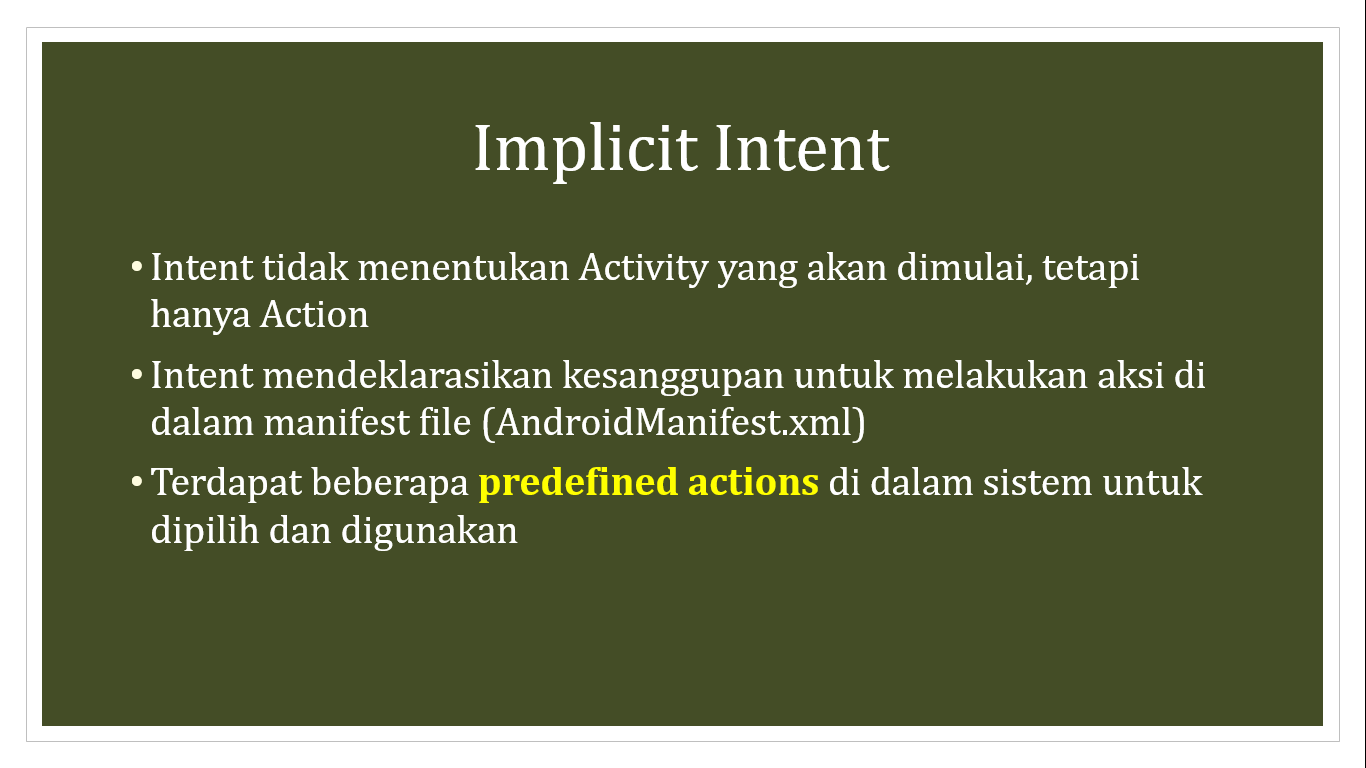 Implicit Intent
• Intent tidak menentukan Activity yang akan dimulai, tetapi
hanya Action
• Intent mendeklarasikan kesanggupan untuk melakukan aksi di
dalam manifest file (AndroidManifest.xml)
• Terdapat beberapa predefined actions di dalam sistem untuk
dipilih dan digunakan